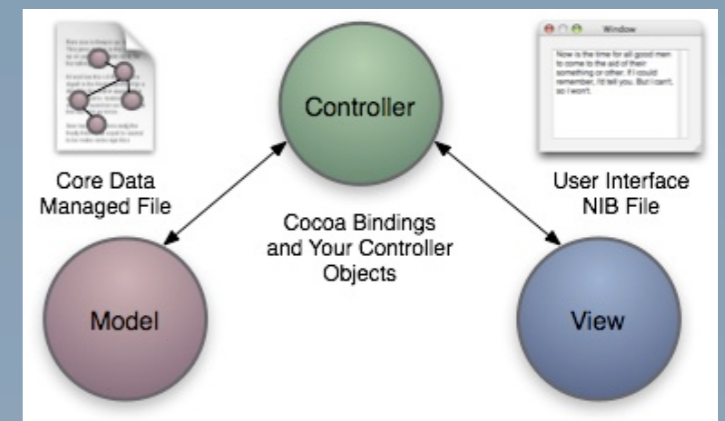 Window
Now is the time for all good men
to come to the aid of their
something or other. If I could
remember, I'd tell you. But I can't,
so I won't.
Controller
Core Data
Managed File
User Interface
NIB File
Cocoa Bindings
and Your Controller
Objects
Model
View